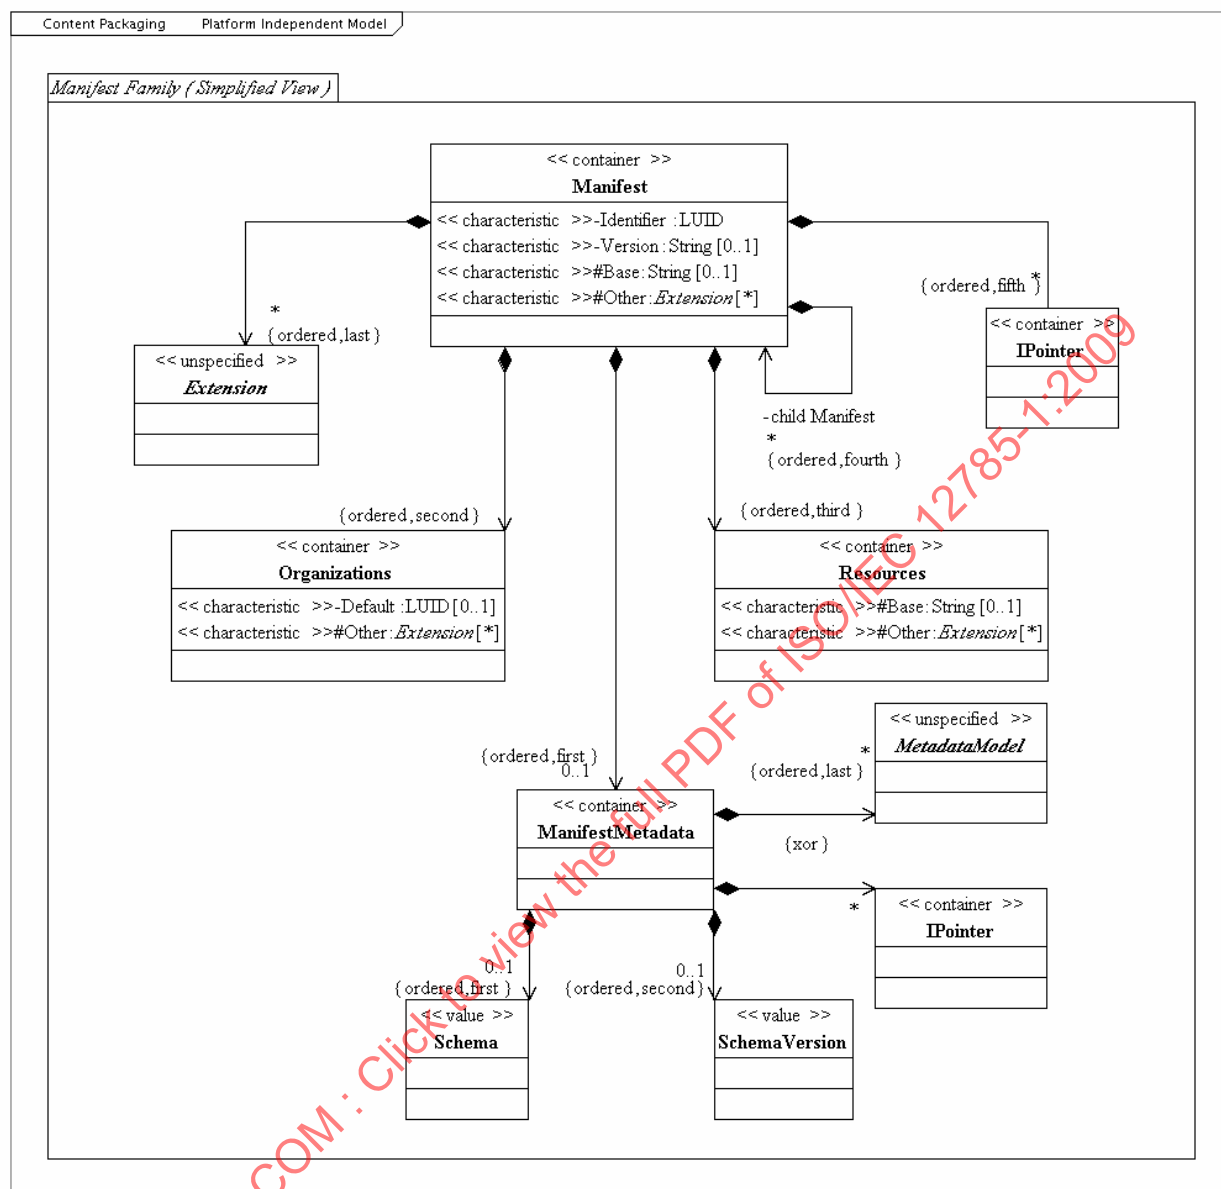 Content Packaging Platform Independent Model
Manifest Family ( Simplified View )
<< container >>
Manifest
<< characteristic >>-Identifier :LUID
<< characteristic >>-Version:String [0..1]
<< characteristic >>#Base:String [0..1]
<< characteristic >>#Other:Extension[*]
*
{ordered,last}
<< unspecified >>
Extension
*
{ordered,fifth }
<< container >>
IPointer
-child Manifest
*
{ordered,fourth }
{ordered,second}
<< container >>
Organizations
<< characteristic >>-Default :LUID[0..1]
<< characteristic >>#Other:Extension[*]
{ordered,third }
<< container >>
Resources
<< characteristic >>#Base:String [0..1]
<< characteristic >>#Other:Extension[*]
{ordered,first }
0..1
<< container >>
ManifestMetadata
*
{ordered,last }
<< unspecified >>
MetadataModel
{xor }
*
<< container >>
IPointer
0..1
{ordered,first }
<< value >>
Schema
0..1
{ordered,second}
<< value >>
SchemaVersion
COM : Click to view the full PDF of ISO/IEC 12785-1:2009